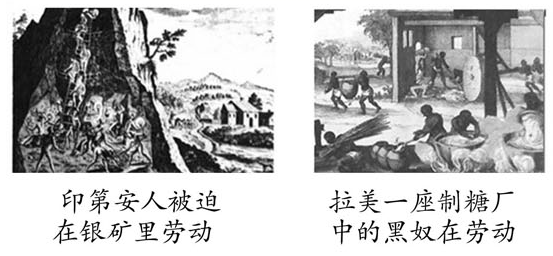 印第安人被迫
在银矿里劳动
拉美一座制糖厂
中的黑奴在劳动